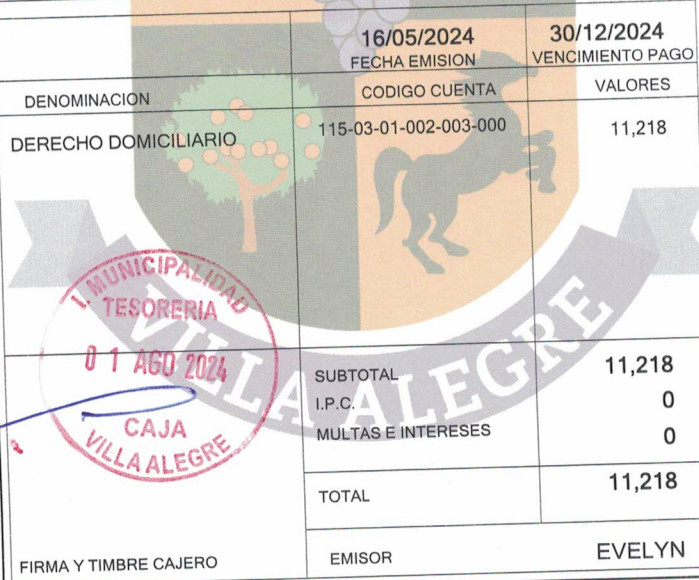 16/05/2024 30/12/2024
FECHA EMISION VENCIMIENTO PAGO
DENOMINACION CODIGO CUENTA VALORES
DERECHO DOMICILIARIO 115-03-01-002-003-000 11,218
I. MUNICIPALIDAD
TESORERIA
01 AGO 2024
CAJA
VILLA ALEGRE
VILLA ALEGRE
SUBTOTAL 11,218
I.P.C. 0
MULTAS E INTERESES 0
TOTAL 11,218
FIRMA Y TIMBRE CAJERO EMISOR EVELYN